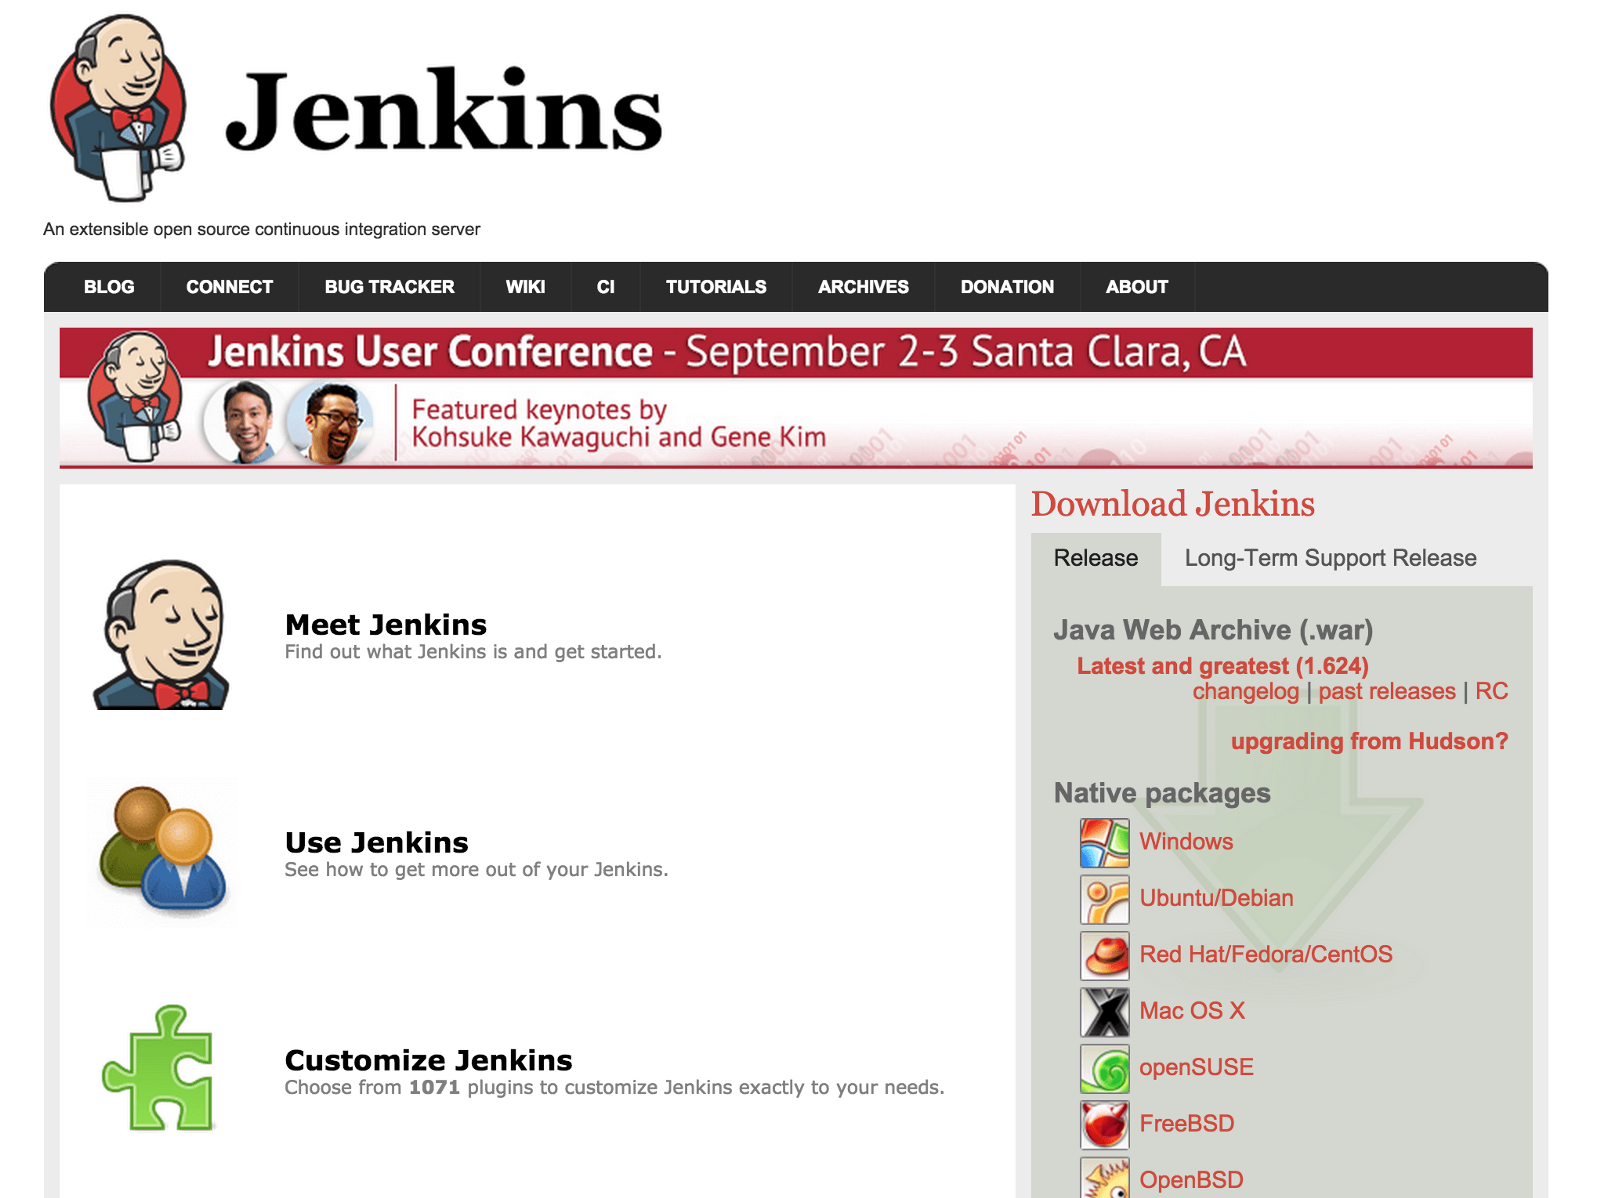 Jenkins
An extensible open source continuous integration server
BLOG CONNECT BUG TRACKER WIKI CI TUTORIALS ARCHIVES DONATION ABOUT
Jenkins User Conference - September 2-3 Santa Clara, CA
Featured keynotes by
Kohsuke Kawaguchi and Gene Kim
Meet Jenkins
Find out what Jenkins is and get started.
Use Jenkins
See how to get more out of your Jenkins.
Customize Jenkins
Choose from 1071 plugins to customize Jenkins exactly to your needs.
Download Jenkins
Release Long-Term Support Release
Java Web Archive (.war)
Latest and greatest (1.624)
changelog | past releases | RC
upgrading from Hudson?
Native packages
Windows
Ubuntu/Debian
Red Hat/Fedora/CentOS
Mac OS X
openSUSE
FreeBSD
OpenBSD